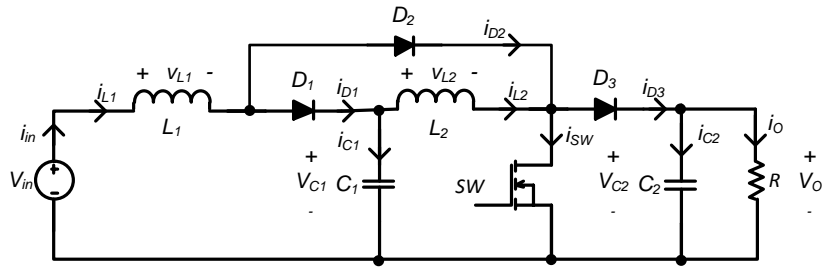 D2
iD2
+ vL1 -
D1
iD1
+ vL2 -
D3
iL1
iL2
iD3
iin
L1
iC1
L2
iSW
iC2
iO
Vin
+
-
+
VC1
-
C1
SW
+
VC2
-
C2
R
+
VO
-